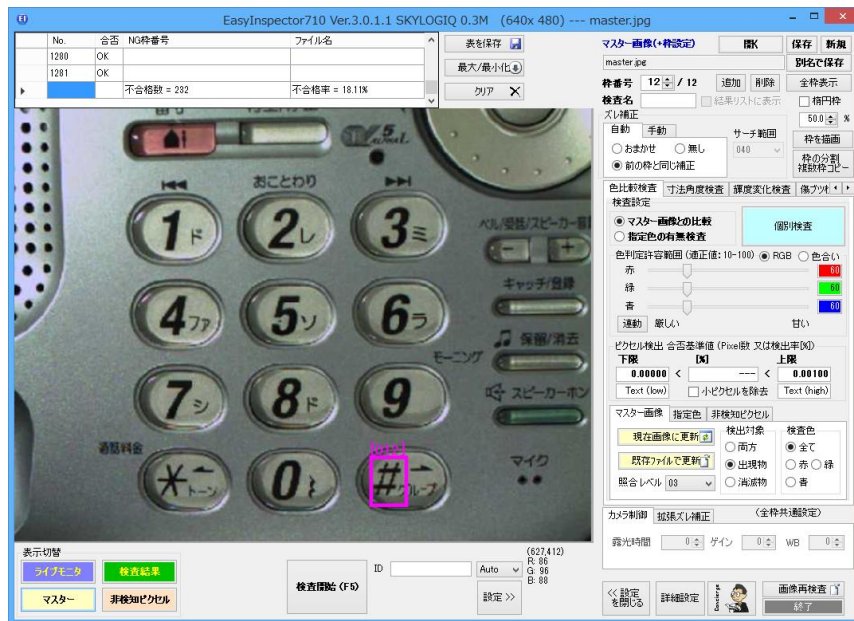 EasyInspector710 Ver.3.0.1.1 SKYLOGIQ 0.3M (640x 480) --- master.jpg
No. 合否 NG枠番号 ファイル名
1280 OK
1281 OK
不合格数 = 232 不合格率 = 18.11%
表を保存
最大/最小化
クリア
マスター画像(+枠設定) 開K 保存 新規
master.jpg 別名で保存
枠番号 12 / 12 追加 削除 全枠表示
検査名 結果リストに表示 楕円枠
ズレ補正 50.0 %
自動 手動 サーチ範囲 枠を描画
おまかせ 無し 040
前の枠と同じ補正 枠の分割
複数枠コピー
色比較検査 寸法角度検査 輝度変化検査 傷ブツ
検査設定
マスター画像との比較
指定色の有無検査
個別検査
色判定許容範囲 (適正値:10-100) RGB 色合い
赤 60
緑 60
青 60
連動 厳しい 甘い
ピクセル検出 合否基準値 (Pixel数 又は検出率[%])
下限 [%] 上限
0.00000 < --- < 0.00100
Text (low) 小ピクセルを除去 Text (high)
マスター画像 指定色 非検知ピクセル
現在画像に更新
既存ファイルで更新
照合レベル 03
検出対象
両方
出現物
消滅物
検査色
全て
赤 緑
青
カメラ制御 拡張ズレ補正 (全枠共通設定)
露光時間 0 ゲイン 0 WB 0
<< 設定を閉じる 詳細設定 Concierge 画像再検査
終了
おことわり
1 ド
2 レ
3 ミ
ベル/受話/スピーカー音量
キャッチ/登録
4 ファ
5 ソ
6 ラ
保留/消去
モーニング
7 シ
8 ド
9
スピーカーホン
通話料金
[012]
* トーン
0
# グループ
マイク
表示切替
ライブモニタ 検査結果
マスター 非検知ピクセル
検査開始 (F5)
ID
Auto
設定 >>
(627,412)
R: 86
G: 96
B: 88